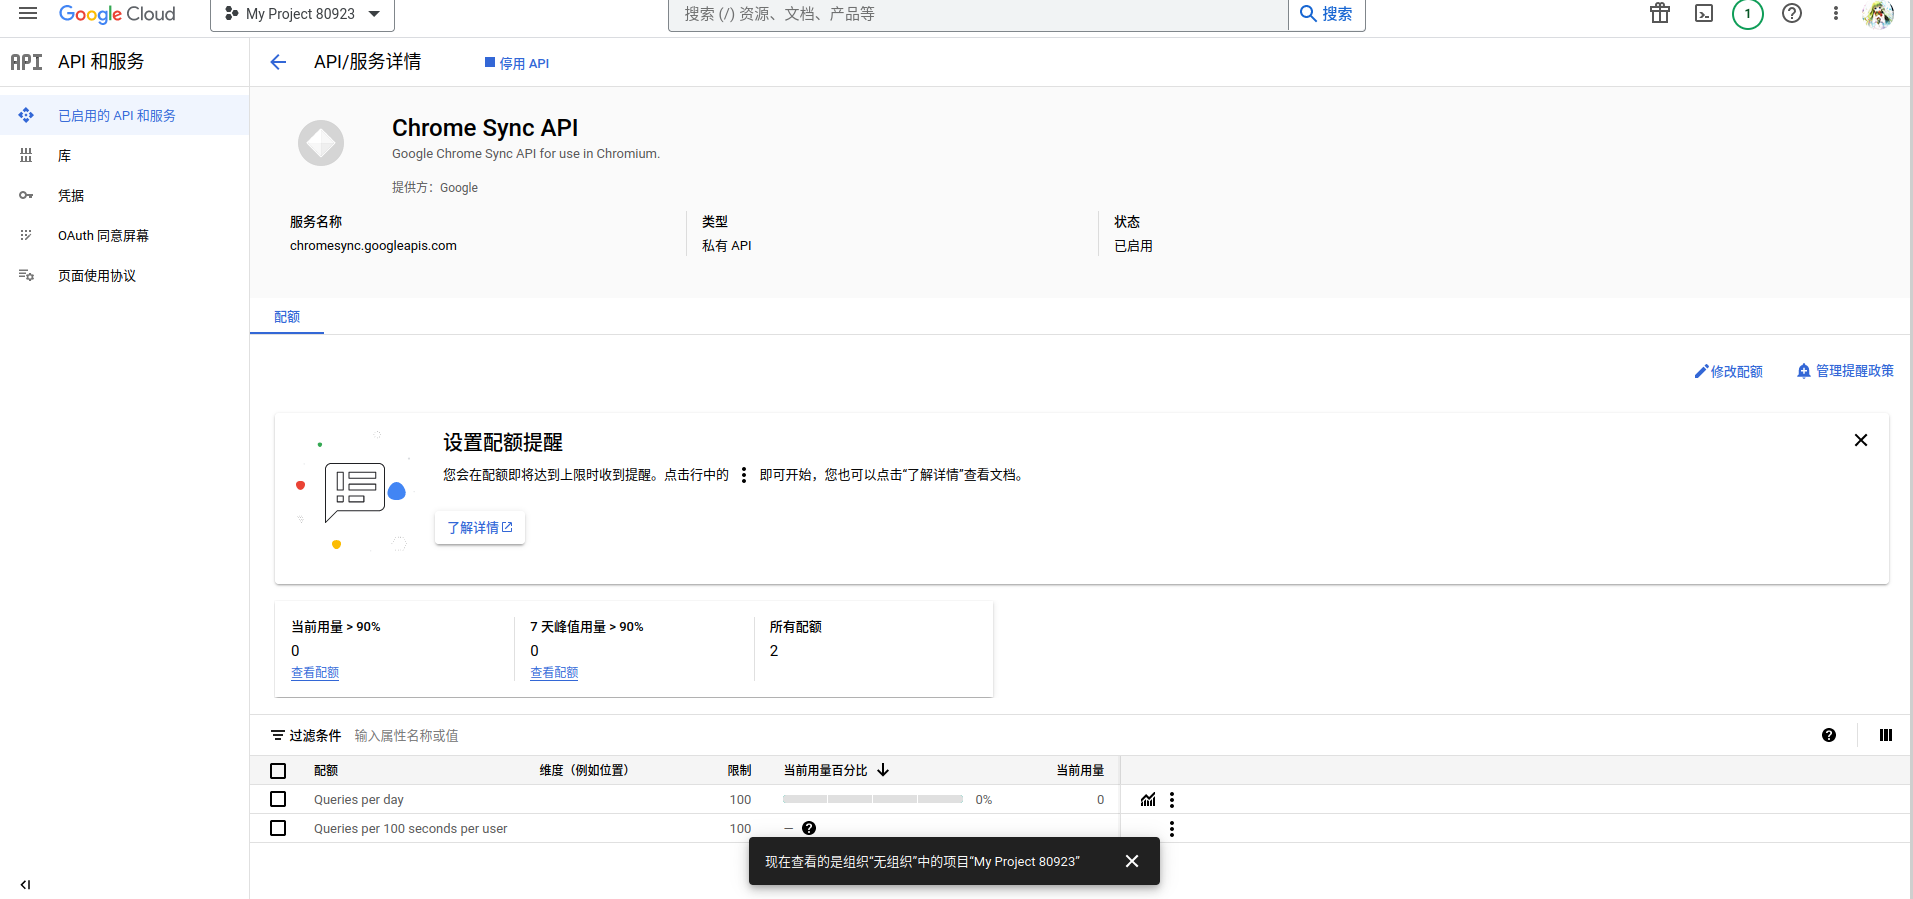 Google Cloud
My Project 80923
搜索 (/) 资源、文档、产品等
搜索
1
API
API 和服务
API/服务详情
停用 API
已启用的 API 和服务
库
凭据
OAuth 同意屏幕
页面使用协议
Chrome Sync API
Google Chrome Sync API for use in Chromium.
提供方：Google
服务名称
chromesync.googleapis.com
类型
私有 API
状态
已启用
配额
修改配额
管理提醒政策
设置配额提醒
您会在配额即将达到上限时收到提醒。点击行中的 即可开始，您也可以点击“了解详情”查看文档。
了解详情
当前用量 > 90%
0
查看配额
7 天峰值用量 > 90%
0
查看配额
所有配额
2
过滤条件 输入属性名称或值
配额 维度（例如位置） 限制 当前用量百分比 当前用量
Queries per day 100 0% 0
Queries per 100 seconds per user 100 —
现在查看的是组织“无组织”中的项目“My Project 80923”